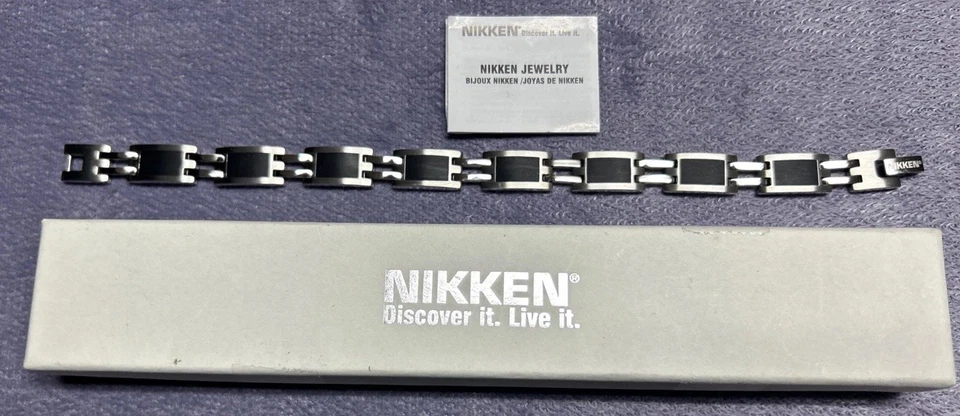 NIKKEN® Discover it. Live it.
NIKKEN JEWELRY
BIJOUX NIKKEN /JOYAS DE NIKKEN
NIKKEN
NIKKEN®
Discover it. Live it.